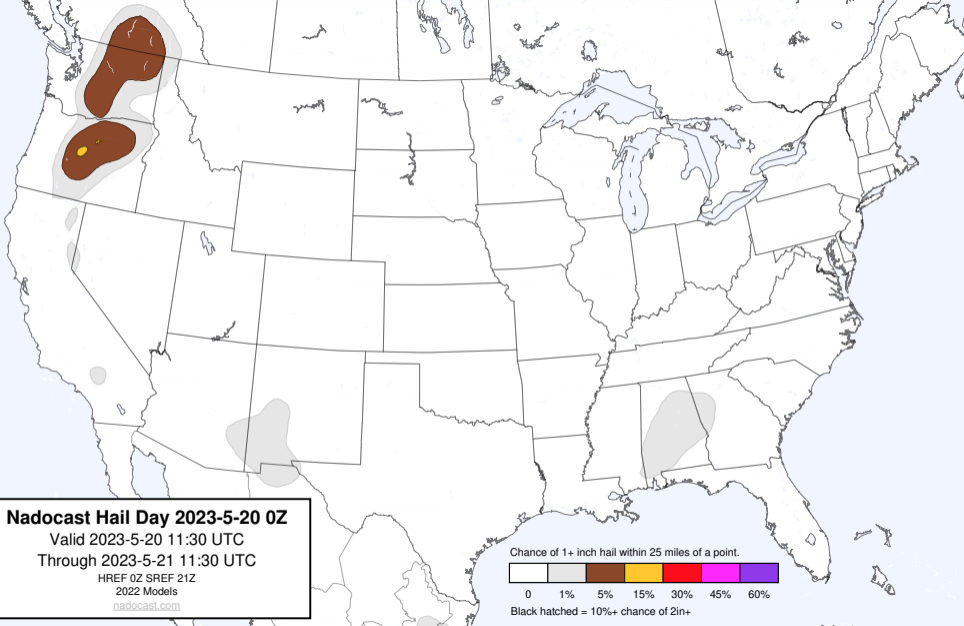 Nadocast Hail Day 2023-5-20 0Z
Valid 2023-5-20 11:30 UTC
Through 2023-5-21 11:30 UTC
HREF 0Z SREF 21Z
2022 Models
nadocast.com
Chance of 1+ inch hail within 25 miles of a point.
0 1% 5% 15% 30% 45% 60%
Black hatched = 10%+ chance of 2in+